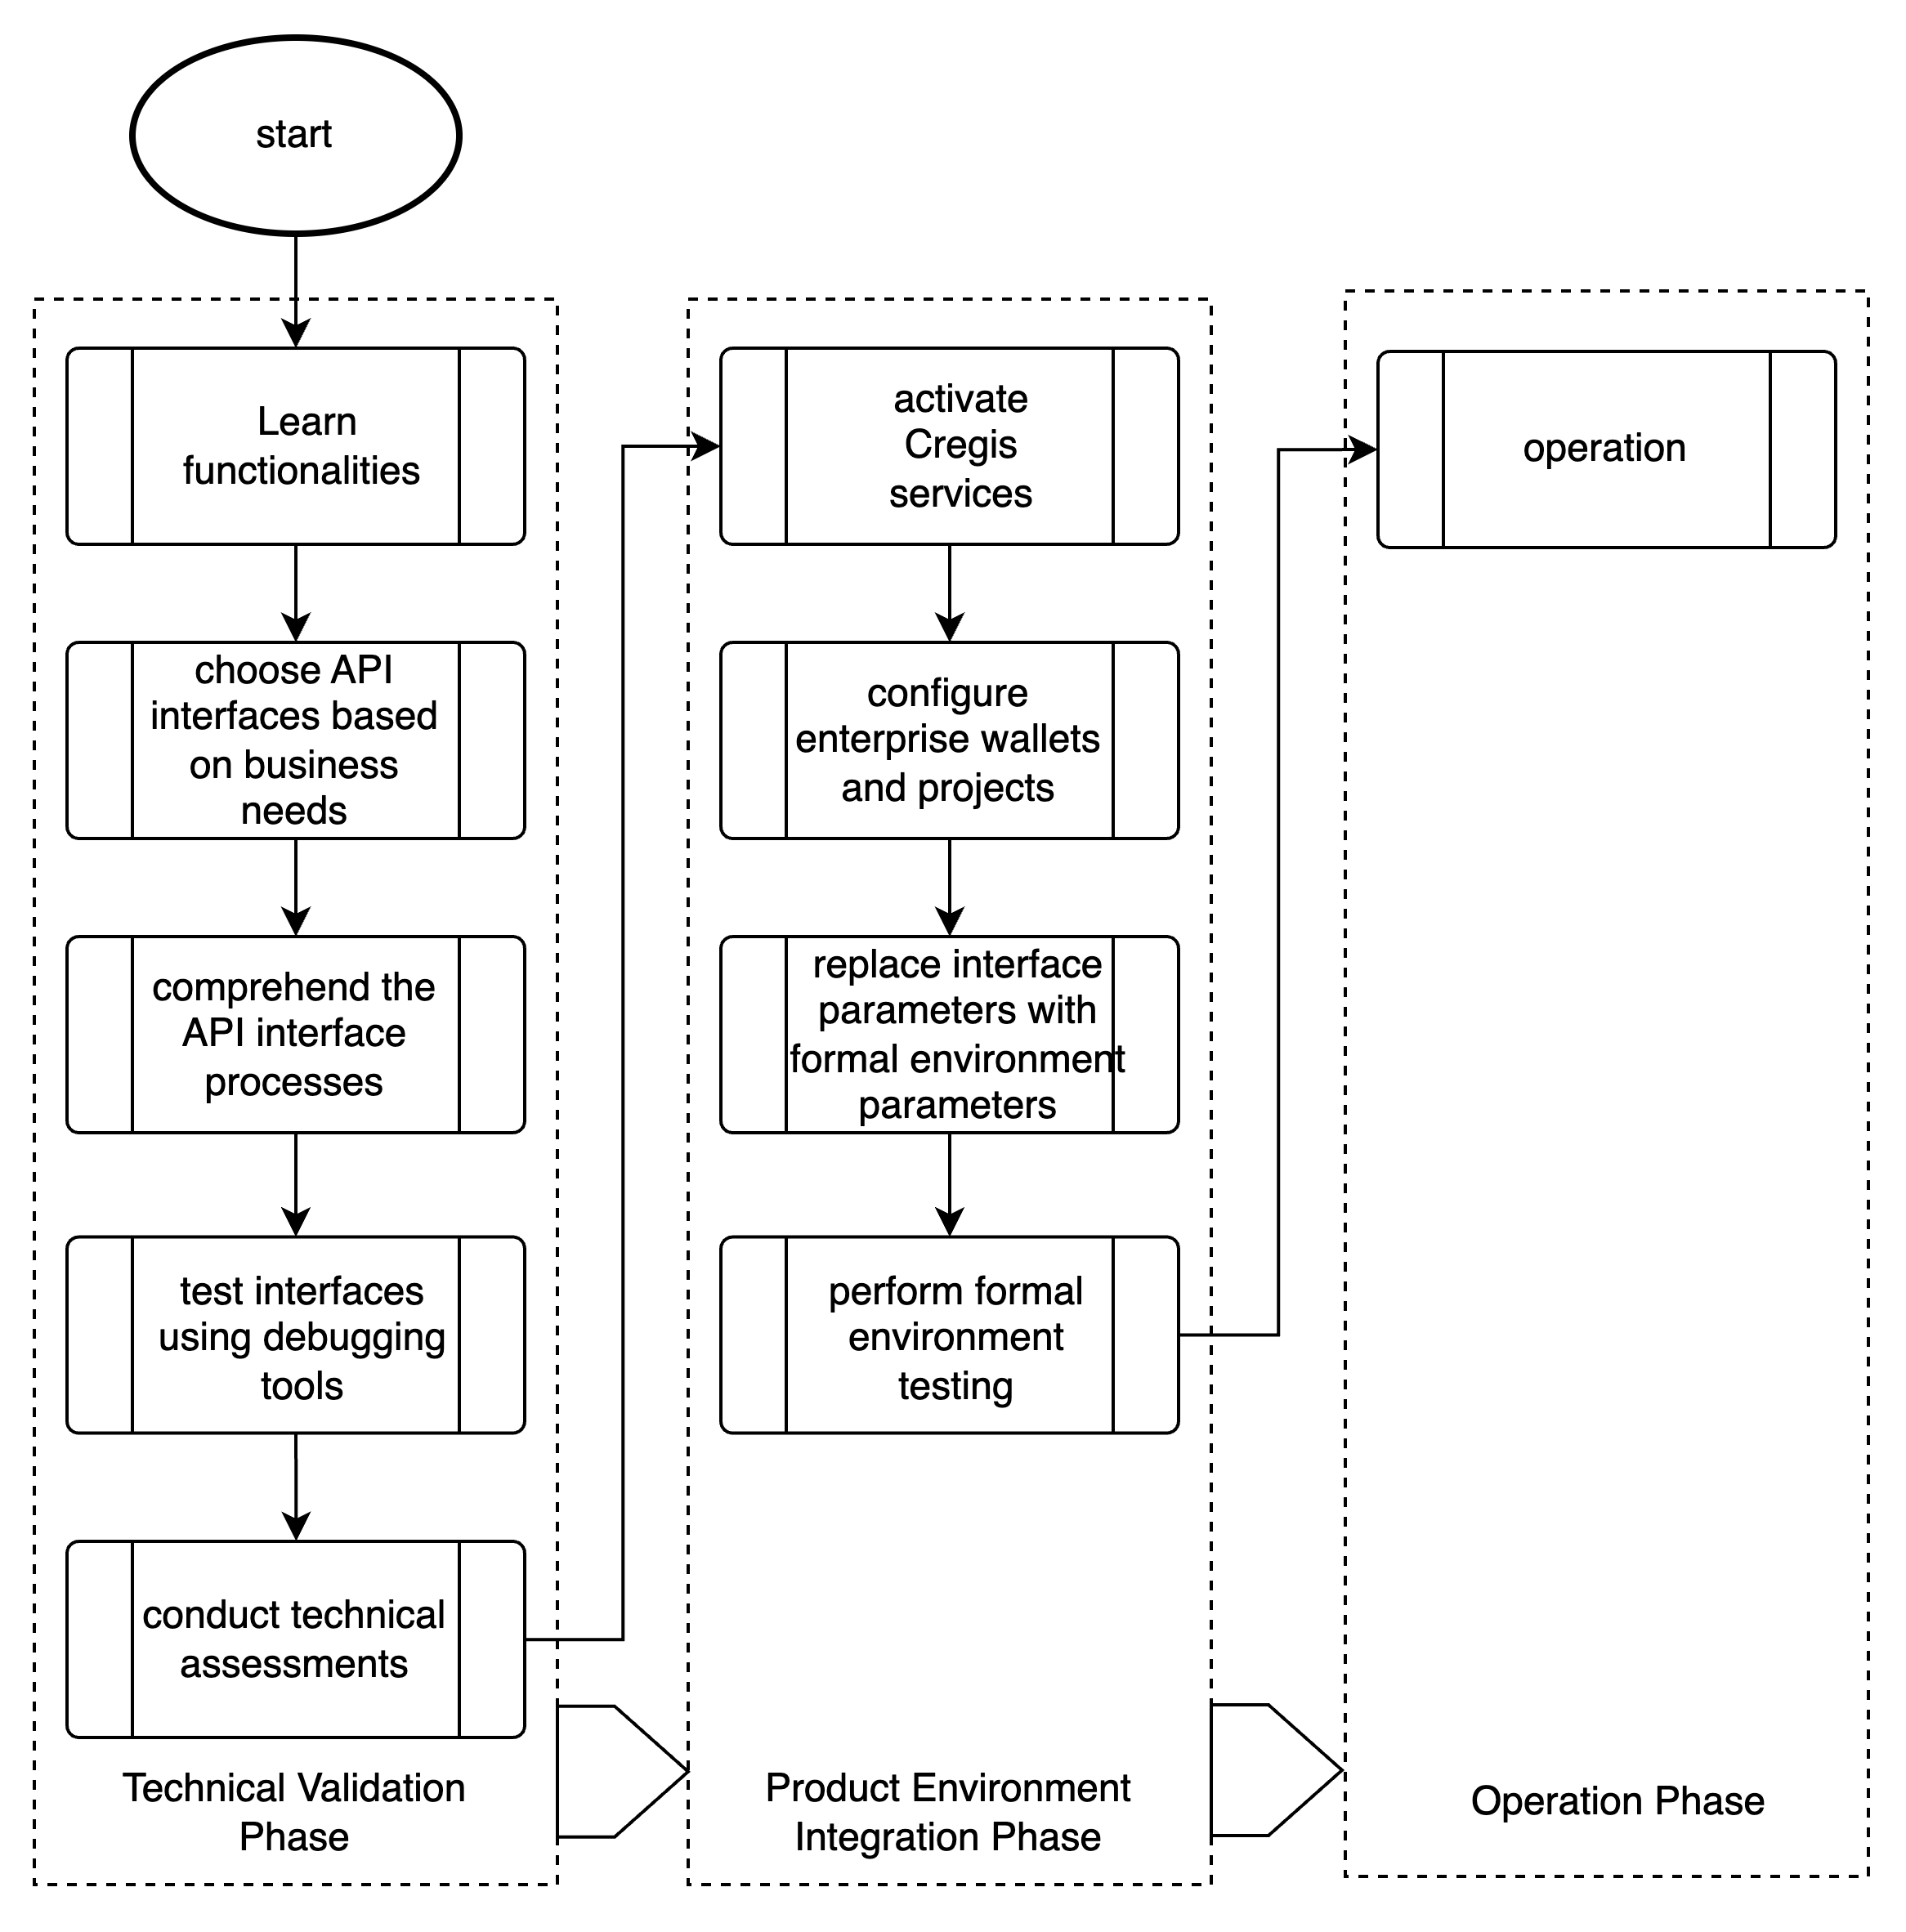 start
Learn
functionalities
choose API
interfaces based
on business
needs
comprehend the
API interface
processes
test interfaces
using debugging
tools
conduct technical
assessments
Technical Validation
Phase
activate
Cregis
services
configure
enterprise wallets
and projects
replace interface
parameters with
formal environment
parameters
perform formal
environment
testing
Product Environment
Integration Phase
operation
Operation Phase